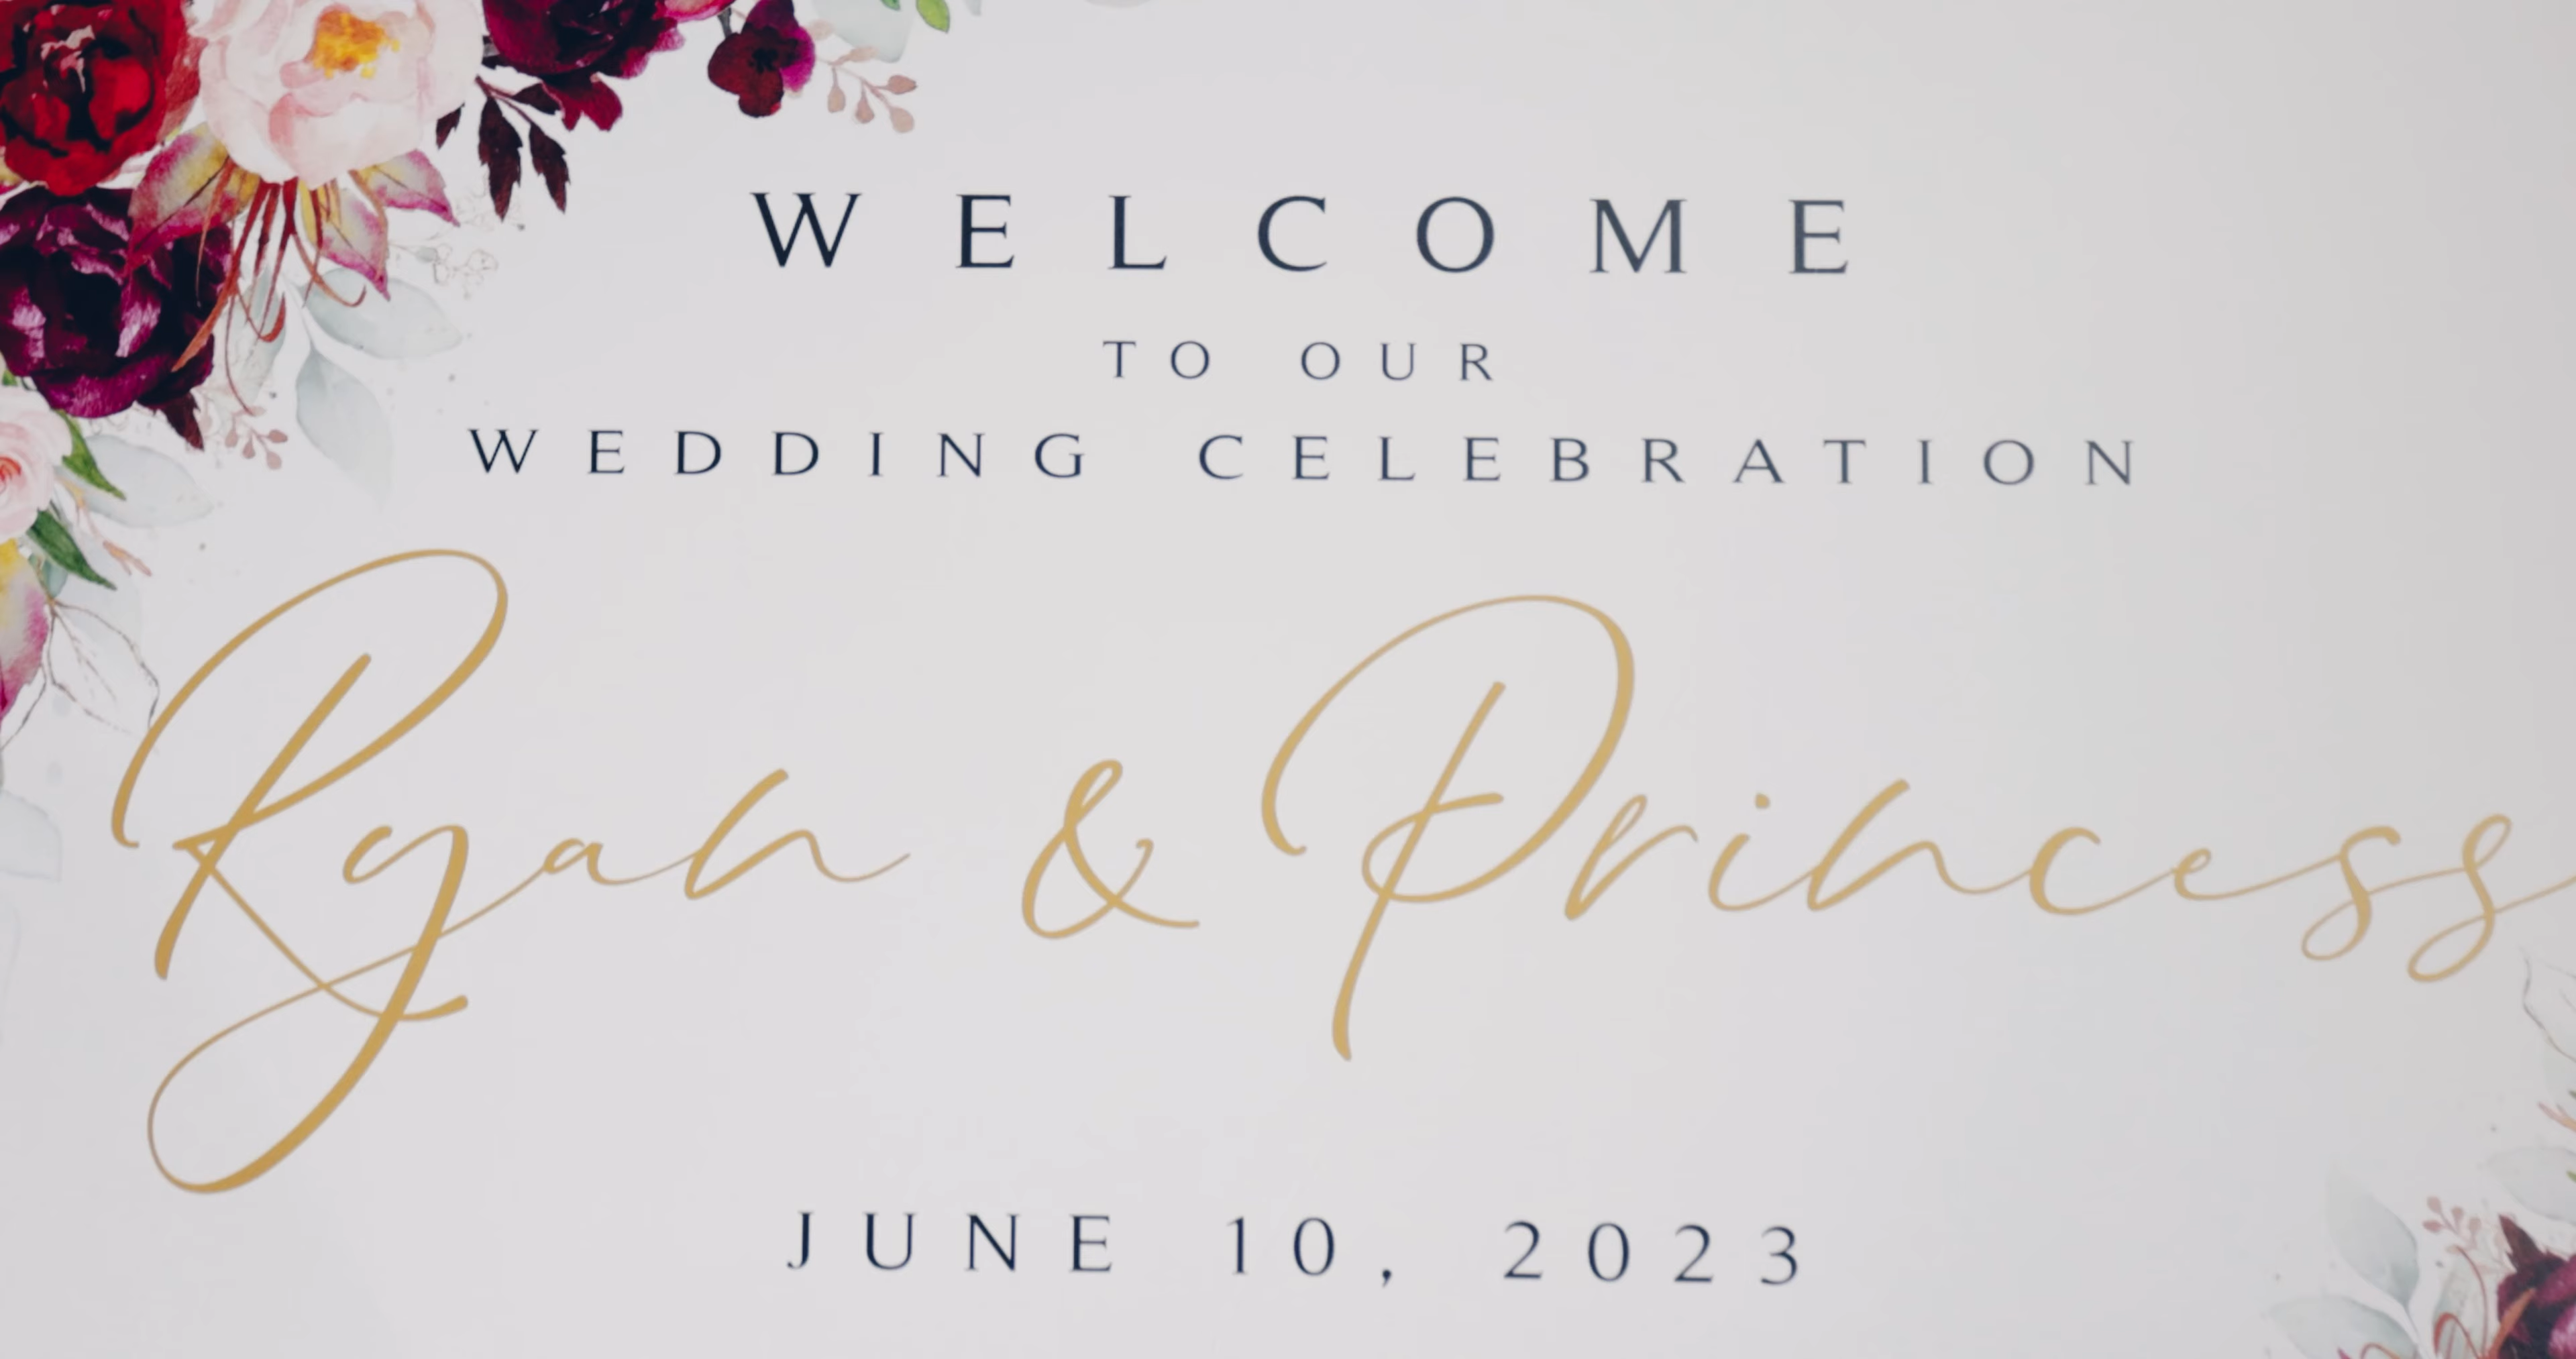 WELCOME
TO OUR
WEDDING CELEBRATION
Ryan & Princess
JUNE 10, 2023